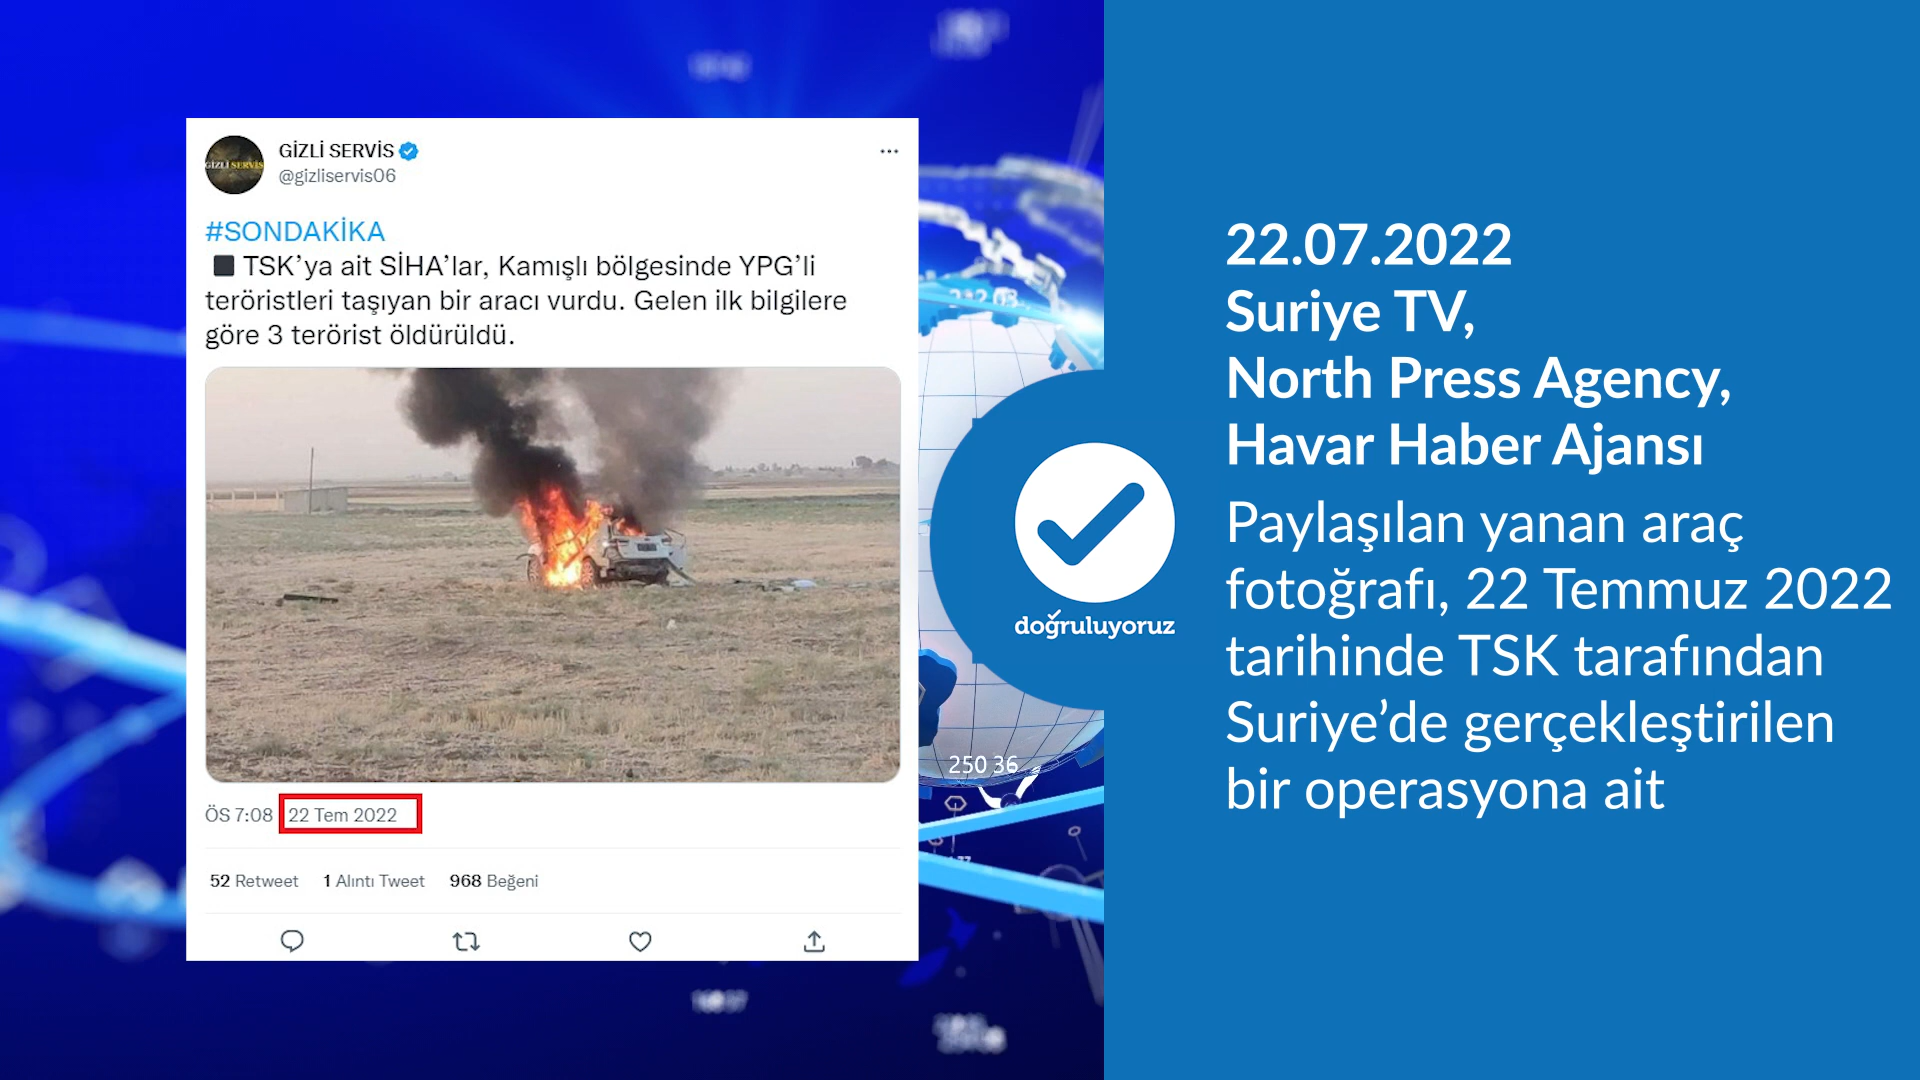 GİZLİ SERVİS
GİZLİ SERVİS
@gizliservis06
#SONDAKİKA
TSK'ya ait SİHA'lar, Kamışlı bölgesinde YPG'li
teröristleri taşıyan bir aracı vurdu. Gelen ilk bilgilere
göre 3 terörist öldürüldü.
ÖS 7:08 22 Tem 2022
52 Retweet 1 Alıntı Tweet 968 Beğeni
250 36
doğruluyoruz
22.07.2022
Suriye TV,
North Press Agency,
Havar Haber Ajansı
Paylaşılan yanan araç
fotoğrafı, 22 Temmuz 2022
tarihinde TSK tarafından
Suriye'de gerçekleştirilen
bir operasyona ait